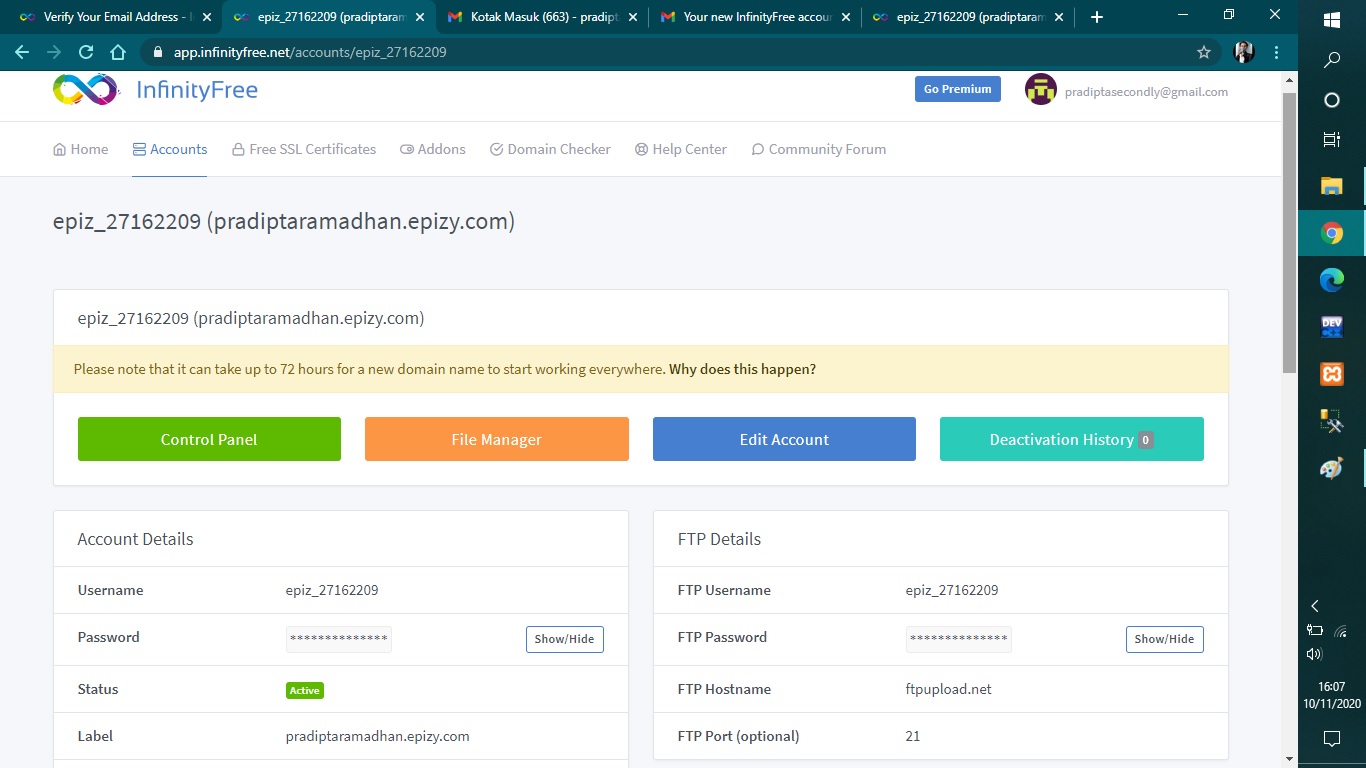 Verify Your Email Address - I
epiz_27162209 (pradiptaram
Kotak Masuk (663) - pradipt
Your new InfinityFree accour
epiz_27162209 (pradiptaram
app.infinityfree.net/accounts/epiz_27162209
InfinityFree
Go Premium
pradiptasecondly@gmail.com
Home Accounts Free SSL Certificates Addons Domain Checker Help Center Community Forum
epiz_27162209 (pradiptaramadhan.epizy.com)
epiz_27162209 (pradiptaramadhan.epizy.com)
Please note that it can take up to 72 hours for a new domain name to start working everywhere. Why does this happen?
Control Panel File Manager Edit Account Deactivation History 0
Account Details
Username epiz_27162209
Password ************** Show/Hide
Status Active
Label pradiptaramadhan.epizy.com
FTP Details
FTP Username epiz_27162209
FTP Password ************** Show/Hide
FTP Hostname ftpupload.net
FTP Port (optional) 21
DEV
C++
16:07
10/11/2020